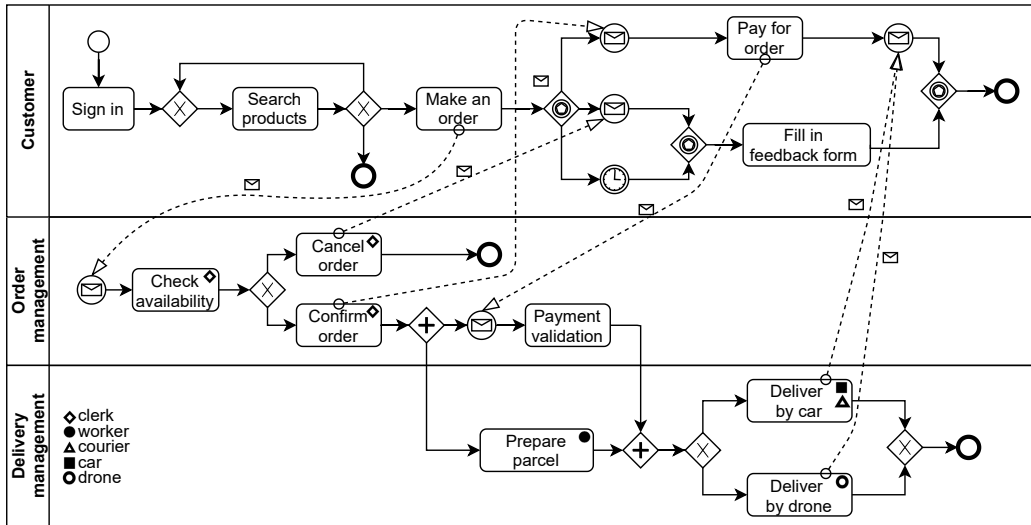 Customer
Sign in
Search
products
Make an
order
Pay for
order
Fill in
feedback form
Order
management
Check
availability
Cancel
order
Confirm
order
Payment
validation
Delivery
management
clerk
worker
courier
car
drone
Prepare
parcel
Deliver
by car
Deliver
by drone